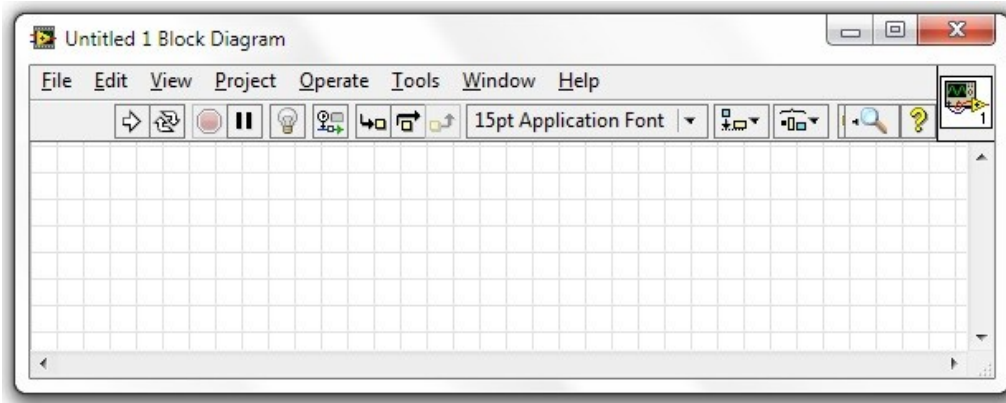 Untitled 1 Block Diagram
File Edit View Project Operate Tools Window Help
15pt Application Font
1